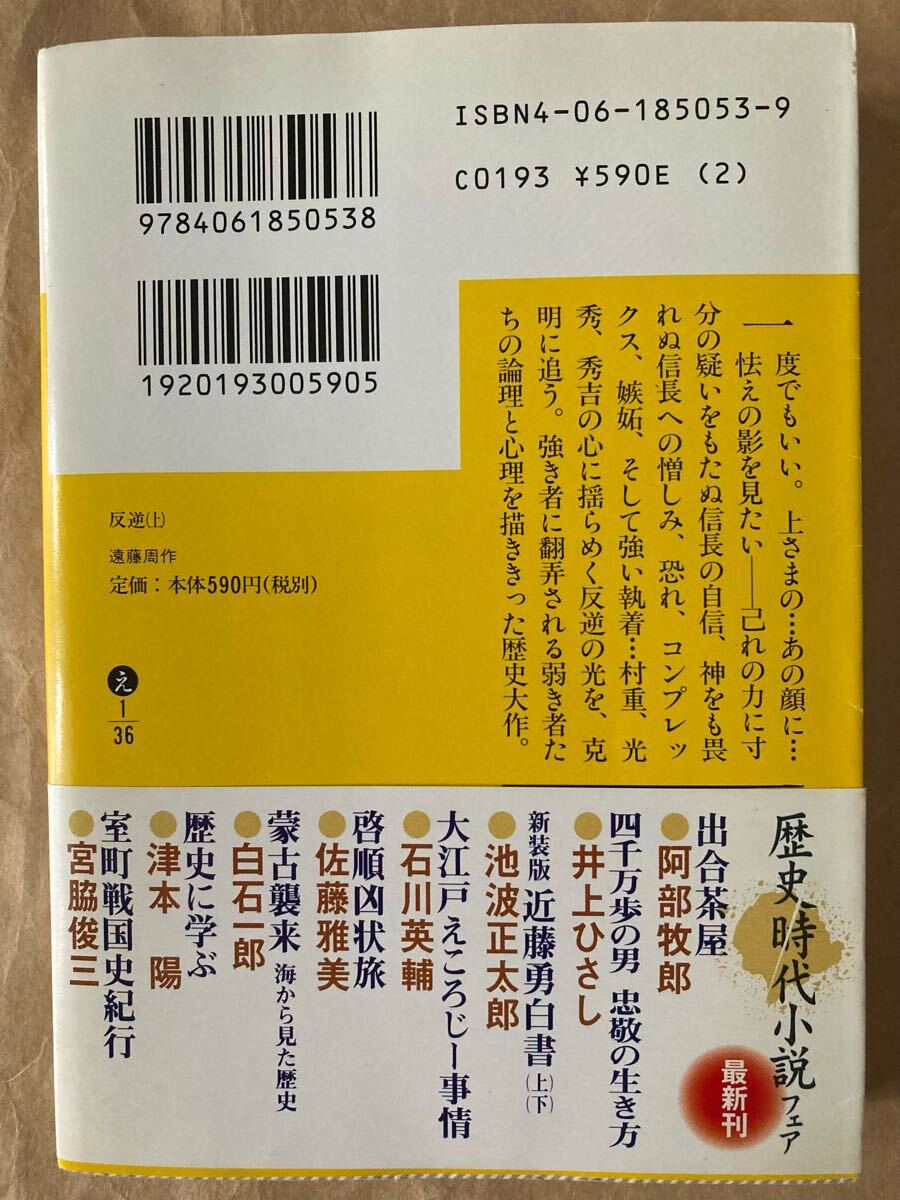 ISBN4-06-185053-9
C0193 ¥590E (2)
9784061850538
1920193005905
一度でもいい。上さまの…あの顔に…
怯えの影を見たい――己れの力に寸
分の疑いをもたぬ信長の自信、神をも畏
れぬ信長への憎しみ、恐れ、コンプレッ
クス、嫉妬、そして強い執着…村重、光
秀、秀吉の心に揺らめく反逆の光を、克
明に追う。強き者に翻弄される弱き者た
ちの論理と心理を描ききった歴史大作。
反逆(上)
遠藤周作
定価:本体590円(税別)
え
1
36
歴史時代小説フェア
最新刊
出合茶屋
●阿部牧郎
四千万歩の男 忠敬の生き方
●井上ひさし
新装版 近藤勇白書(上)(下)
●池波正太郎
大江戸えころじー事情
●石川英輔
啓順凶状旅
●佐藤雅美
蒙古襲来 海から見た歴史
●白石一郎
歴史に学ぶ
●津本 陽
室町戦国史紀行
●宮脇俊三